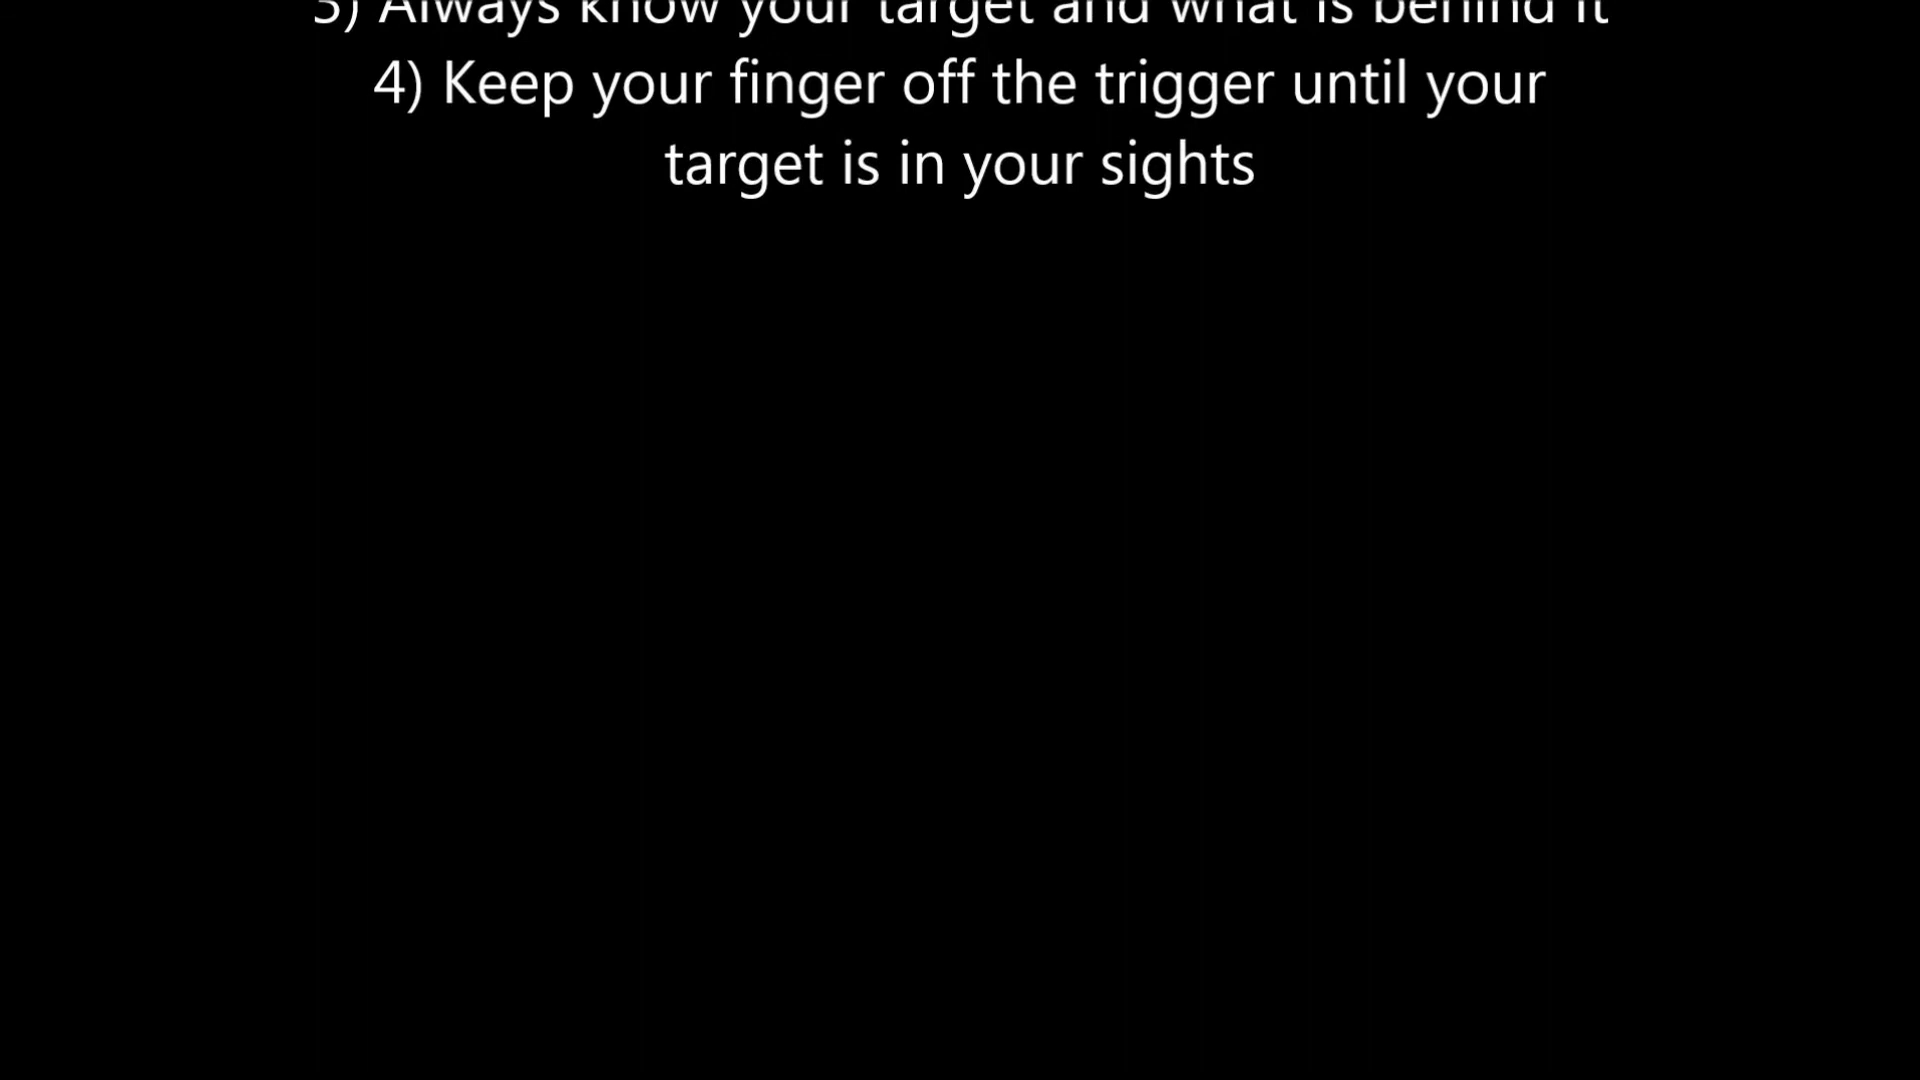 3) Always know your target and what is behind it
4) Keep your finger off the trigger until your
target is in your sights